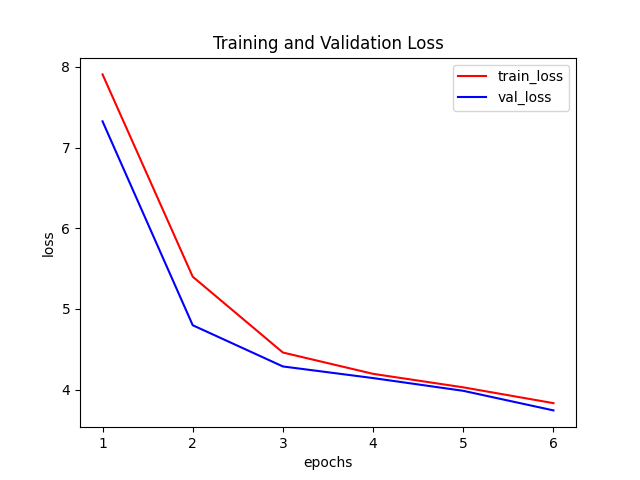 Training and Validation Loss
train_loss
val_loss
8
7
6
5
4
loss
1 2 3 4 5 6
epochs